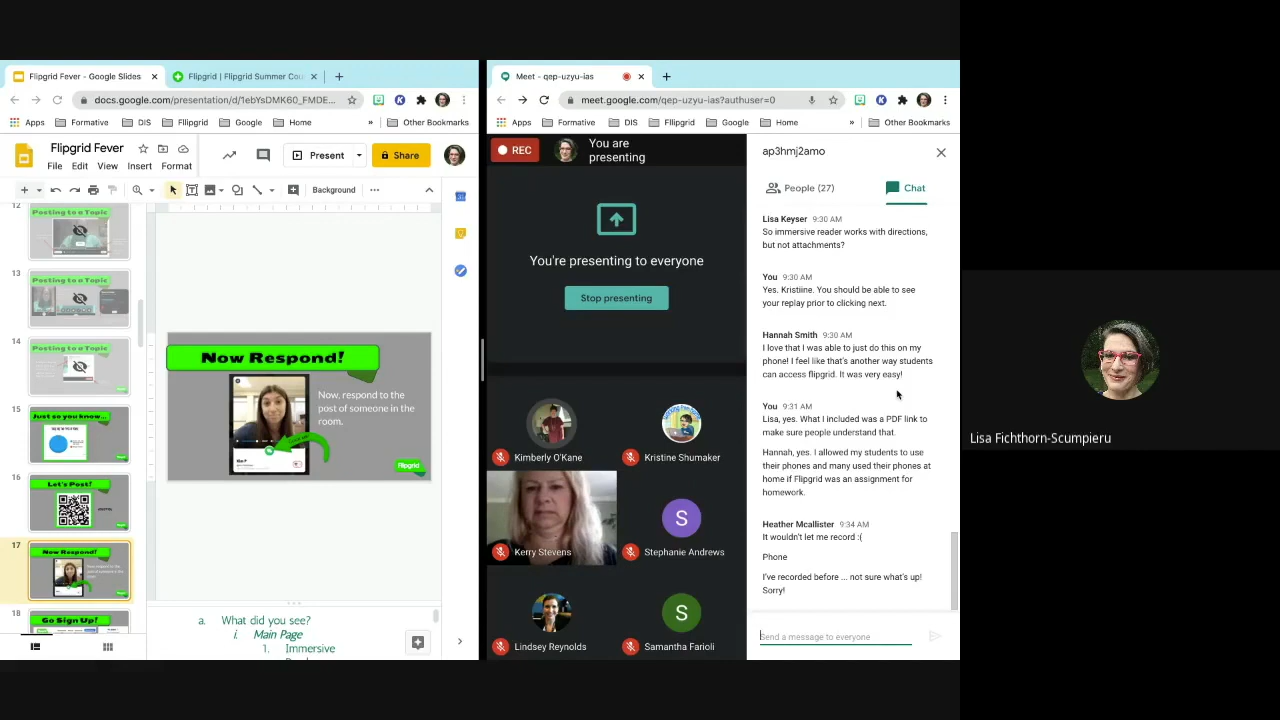 Flipgrid Fever - Google Slides
Flipgrid | Flipgrid Summer Cou
docs.google.com/presentation/d/1ebYsDMK60_FMDE...
Apps
Formative
DIS
FIlipgrid
Google
Home
»
Other Bookmarks
Flipgrid Fever
File
Edit
View
Insert
Format
Present
Share
Background
12
Posting to a Topic
13
Posting to a Topic
14
Posting to a Topic
15
Just so you know...
16
Let's Post!
17
Now Respond!
18
Go Sign Up!
Now Respond!
Now, respond to the
post of someone in the
room.
Flipgrid
a. What did you see?
i. Main Page
1. Immersive
Meet - qep-uzyu-ias
meet.google.com/qep-uzyu-ias?authuser=0
Apps
Formative
DIS
FIlipgrid
Google
Home
»
Other Bookmarks
REC
You are
presenting
You're presenting to everyone
Stop presenting
Kimberly O'Kane
Kristine Shumaker
Kerry Stevens
S
Stephanie Andrews
Lindsey Reynolds
S
Samantha Farioli
ap3hmj2amo
People (27)
Chat
Lisa Keyser 9:30 AM
So immersive reader works with directions,
but not attachments?
You 9:30 AM
Yes. Kristiine. You should be able to see
your replay prior to clicking next.
Hannah Smith 9:30 AM
I love that I was able to just do this on my
phone! I feel like that's another way students
can access flipgrid. It was very easy!
You 9:31 AM
Lisa, yes. What I included was a PDF link to
make sure people understand that.
Hannah, yes. I allowed my students to use
their phones and many used their phones at
home if Flipgrid was an assignment for
homework.
Heather Mcallister 9:34 AM
It wouldn't let me record :(
Phone
I've recorded before ... not sure what's up!
Sorry!
Send a message to everyone
Lisa Fichthorn-Scumpieru